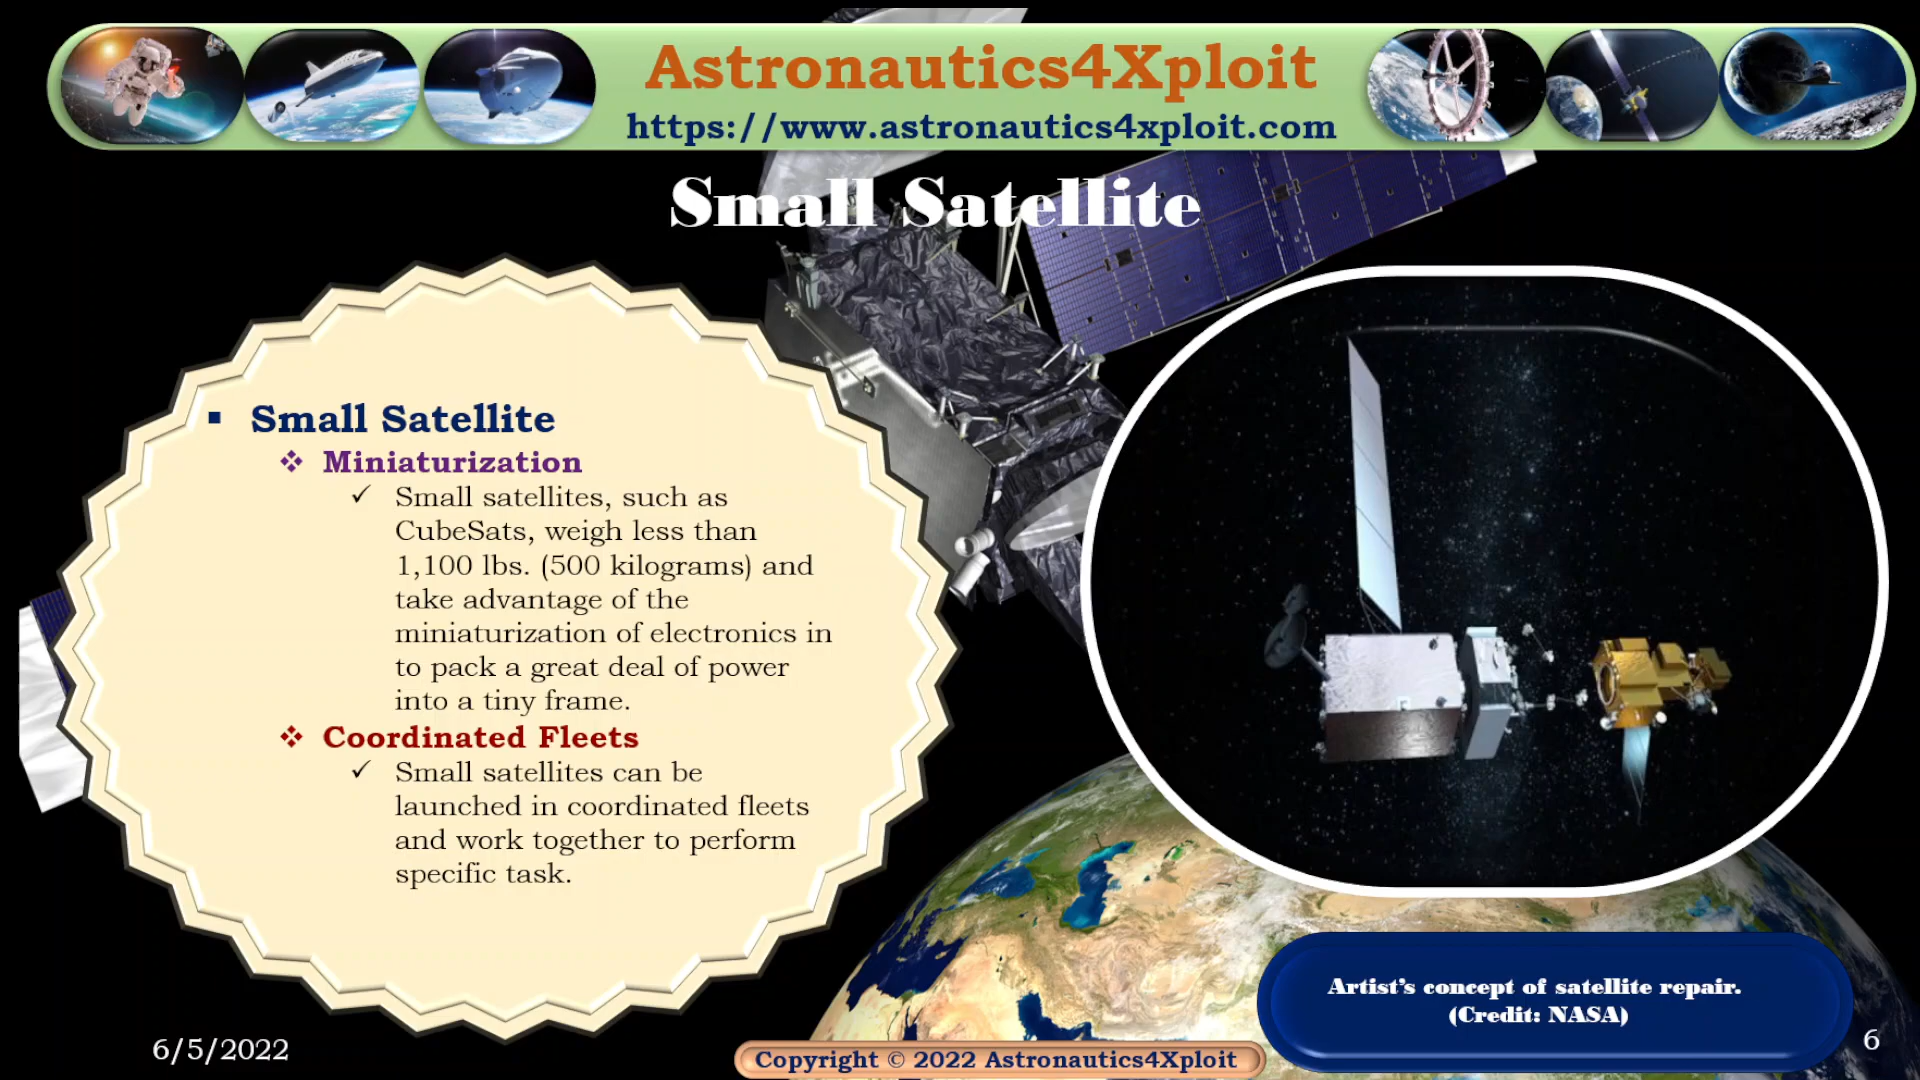 Astronautics4Xploit
https://www.astronautics4xploit.com
Small Satellite
Small Satellite
Miniaturization
Small satellites, such as
CubeSats, weigh less than
1,100 lbs. (500 kilograms) and
take advantage of the
miniaturization of electronics in
to pack a great deal of power
into a tiny frame.
Coordinated Fleets
Small satellites can be
launched in coordinated fleets
and work together to perform
specific task.
Artist's concept of satellite repair.
(Credit: NASA)
6/5/2022
Copyright © 2022 Astronautics4Xploit
6